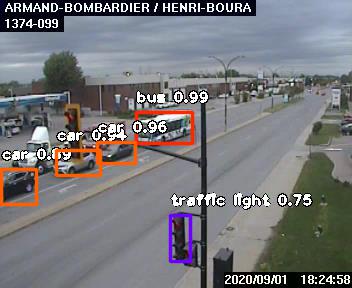 ARMAND-BOMBARDIER / HENRI-BOURA
1374-099
bus 0.99
car 0.94
car 0.96
car 0.89
traffic light 0.75
2020/09/01 18:24:58